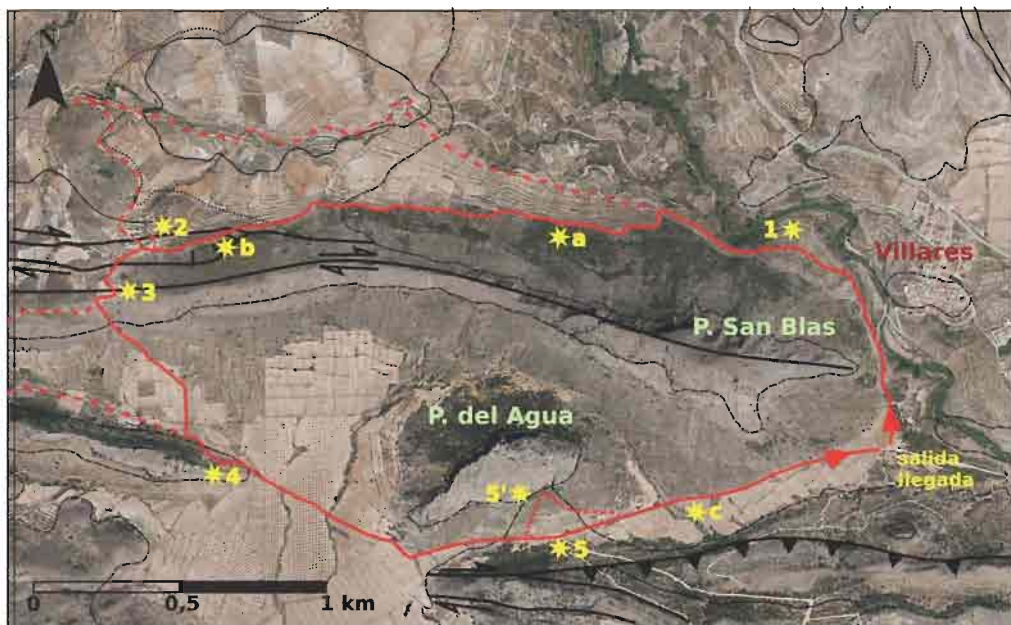 1
2
a
b
Villares
3
P. San Blas
P. del Agua
4
salida
llegada
5'
c
5
0
0,5
1 km